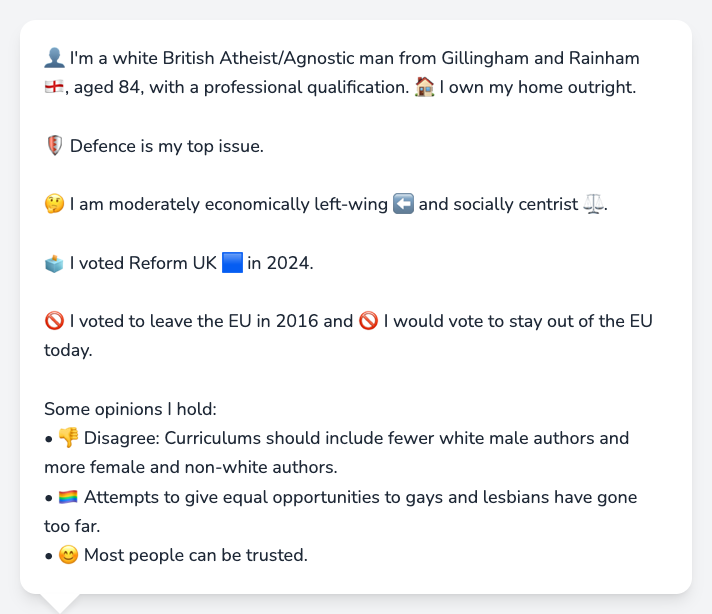 👤 I'm a white British Atheist/Agnostic man from Gillingham and Rainham
🏴󠁧󠁢󠁥󠁮󠁧󠁿, aged 84, with a professional qualification. 🏠 I own my home outright.
🛡️ Defence is my top issue.
🤔 I am moderately economically left-wing ⬅️ and socially centrist ⚖️.
🗳️ I voted Reform UK 🟦 in 2024.
🚫 I voted to leave the EU in 2016 and 🚫 I would vote to stay out of the EU
today.
Some opinions I hold:
• 👎 Disagree: Curriculums should include fewer white male authors and
more female and non-white authors.
• 🏳️‍🌈 Attempts to give equal opportunities to gays and lesbians have gone
too far.
• 😊 Most people can be trusted.